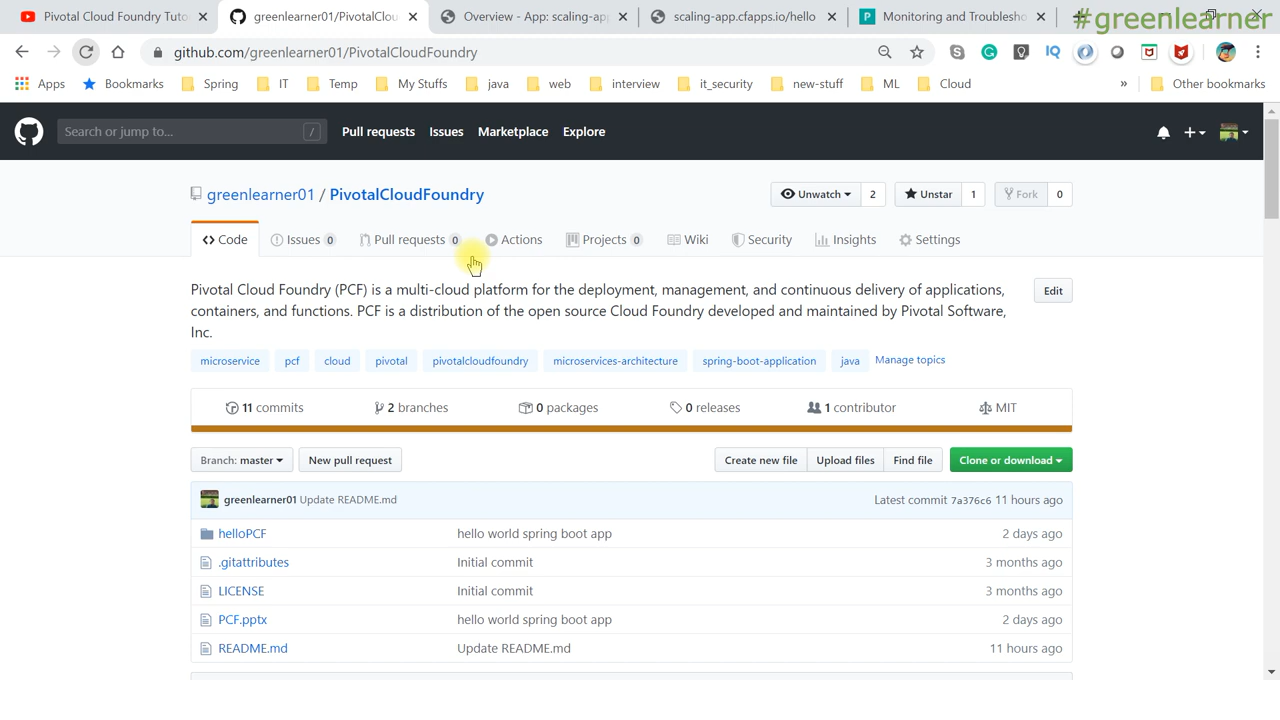 Pivotal Cloud Foundry Tuto
greenlearner01/PivotalClou
Overview - App: scaling-ap
scaling-app.cfapps.io/hello
Monitoring and Troublesho
#greenlearner
github.com/greenlearner01/PivotalCloudFoundry
Apps
Bookmarks
Spring
IT
Temp
My Stuffs
java
web
interview
it_security
new-stuff
ML
Cloud
»
Other bookmarks
Search or jump to...
/
Pull requests
Issues
Marketplace
Explore
greenlearner01 / PivotalCloudFoundry
Unwatch 2
Unstar 1
Fork 0
Code
Issues 0
Pull requests 0
Actions
Projects 0
Wiki
Security
Insights
Settings
Pivotal Cloud Foundry (PCF) is a multi-cloud platform for the deployment, management, and continuous delivery of applications,
containers, and functions. PCF is a distribution of the open source Cloud Foundry developed and maintained by Pivotal Software,
Inc.
Edit
microservice pcf cloud pivotal pivotalcloudfoundry microservices-architecture spring-boot-application java Manage topics
11 commits
2 branches
0 packages
0 releases
1 contributor
MIT
Branch: master
New pull request
Create new file
Upload files
Find file
Clone or download
greenlearner01 Update README.md
Latest commit 7a376c6 11 hours ago
helloPCF hello world spring boot app 2 days ago
.gitattributes Initial commit 3 months ago
LICENSE Initial commit 3 months ago
PCF.pptx hello world spring boot app 2 days ago
README.md Update README.md 11 hours ago